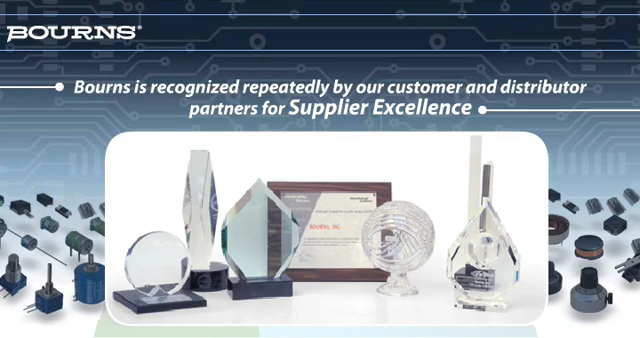 BOURNS®
Bourns is recognized repeatedly by our customer and distributor
partners for Supplier Excellence
BOURNS, INC.